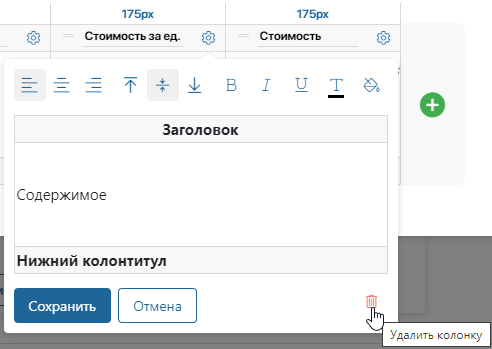 175px
175px
Стоимость за ед.
Стоимость
B I U T
Заголовок
Содержимое
Нижний колонтитул
Сохранить
Отмена
Удалить колонку